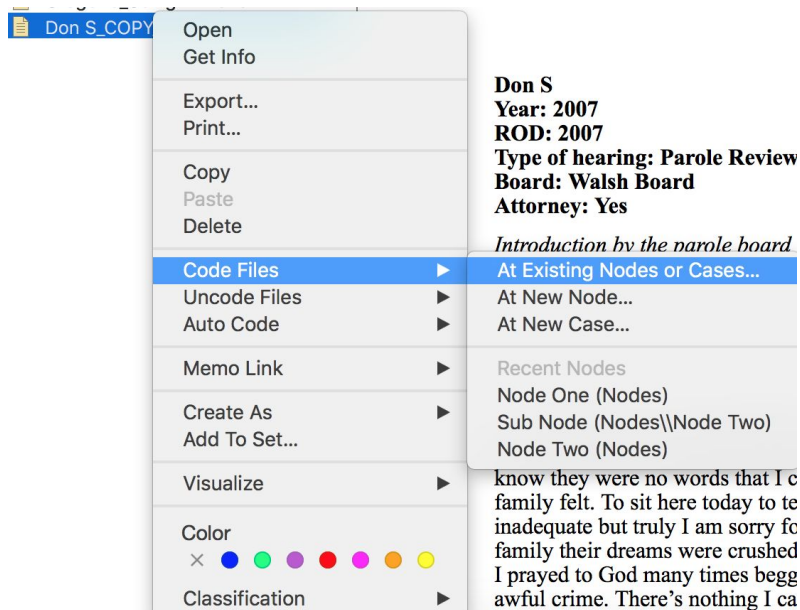 Don S_COPY
Open
Get Info
Export...
Print...
Copy
Paste
Delete
Code Files
Uncode Files
Auto Code
Memo Link
Create As
Add To Set...
Visualize
Color
Classification
At Existing Nodes or Cases...
At New Node...
At New Case...
Recent Nodes
Node One (Nodes)
Sub Node (Nodes\\Node Two)
Node Two (Nodes)
Don S
Year: 2007
ROD: 2007
Type of hearing: Parole Review
Board: Walsh Board
Attorney: Yes
Introduction by the parole board
know they were no words that I c
family felt. To sit here today to te
inadequate but truly I am sorry fo
family their dreams were crushed
I prayed to God many times begg
awful crime. There's nothing I ca